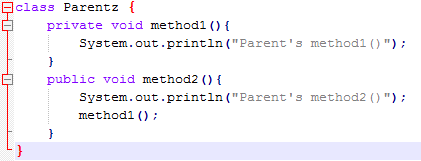 class Parentz {
    private void method1(){
        System.out.println("Parent's method1()");
    }
    public void method2(){
        System.out.println("Parent's method2()");
        method1();
    }
}